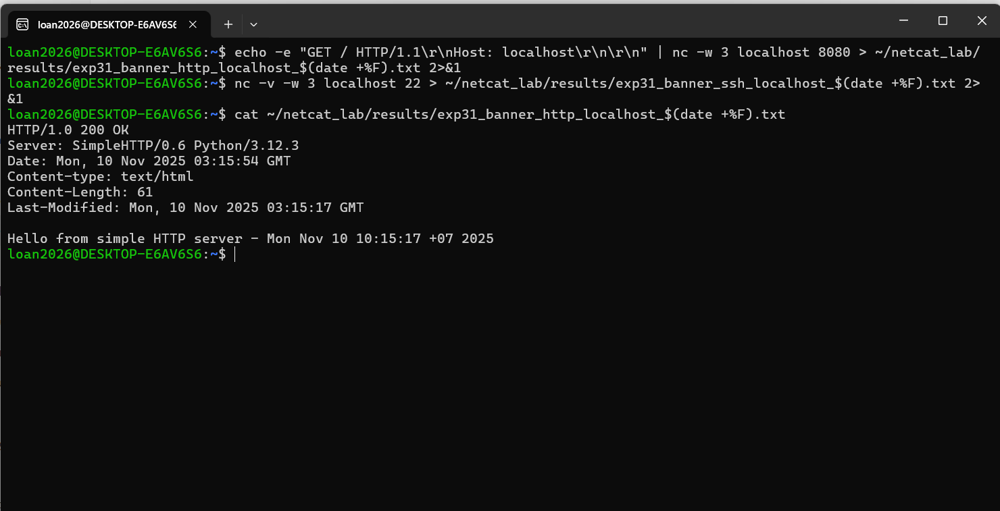 loan2026@DESKTOP-E6AV6S6
loan2026@DESKTOP-E6AV6S6:~$ echo -e "GET / HTTP/1.1\r\nHost: localhost\r\n\r\n" | nc -w 3 localhost 8080 > ~/netcat_lab/
results/exp31_banner_http_localhost_$(date +%F).txt 2>&1
loan2026@DESKTOP-E6AV6S6:~$ nc -v -w 3 localhost 22 > ~/netcat_lab/results/exp31_banner_ssh_localhost_$(date +%F).txt 2>
&1
loan2026@DESKTOP-E6AV6S6:~$ cat ~/netcat_lab/results/exp31_banner_http_localhost_$(date +%F).txt
HTTP/1.0 200 OK
Server: SimpleHTTP/0.6 Python/3.12.3
Date: Mon, 10 Nov 2025 03:15:54 GMT
Content-type: text/html
Content-Length: 61
Last-Modified: Mon, 10 Nov 2025 03:15:17 GMT

Hello from simple HTTP server - Mon Nov 10 10:15:17 +07 2025
loan2026@DESKTOP-E6AV6S6:~$